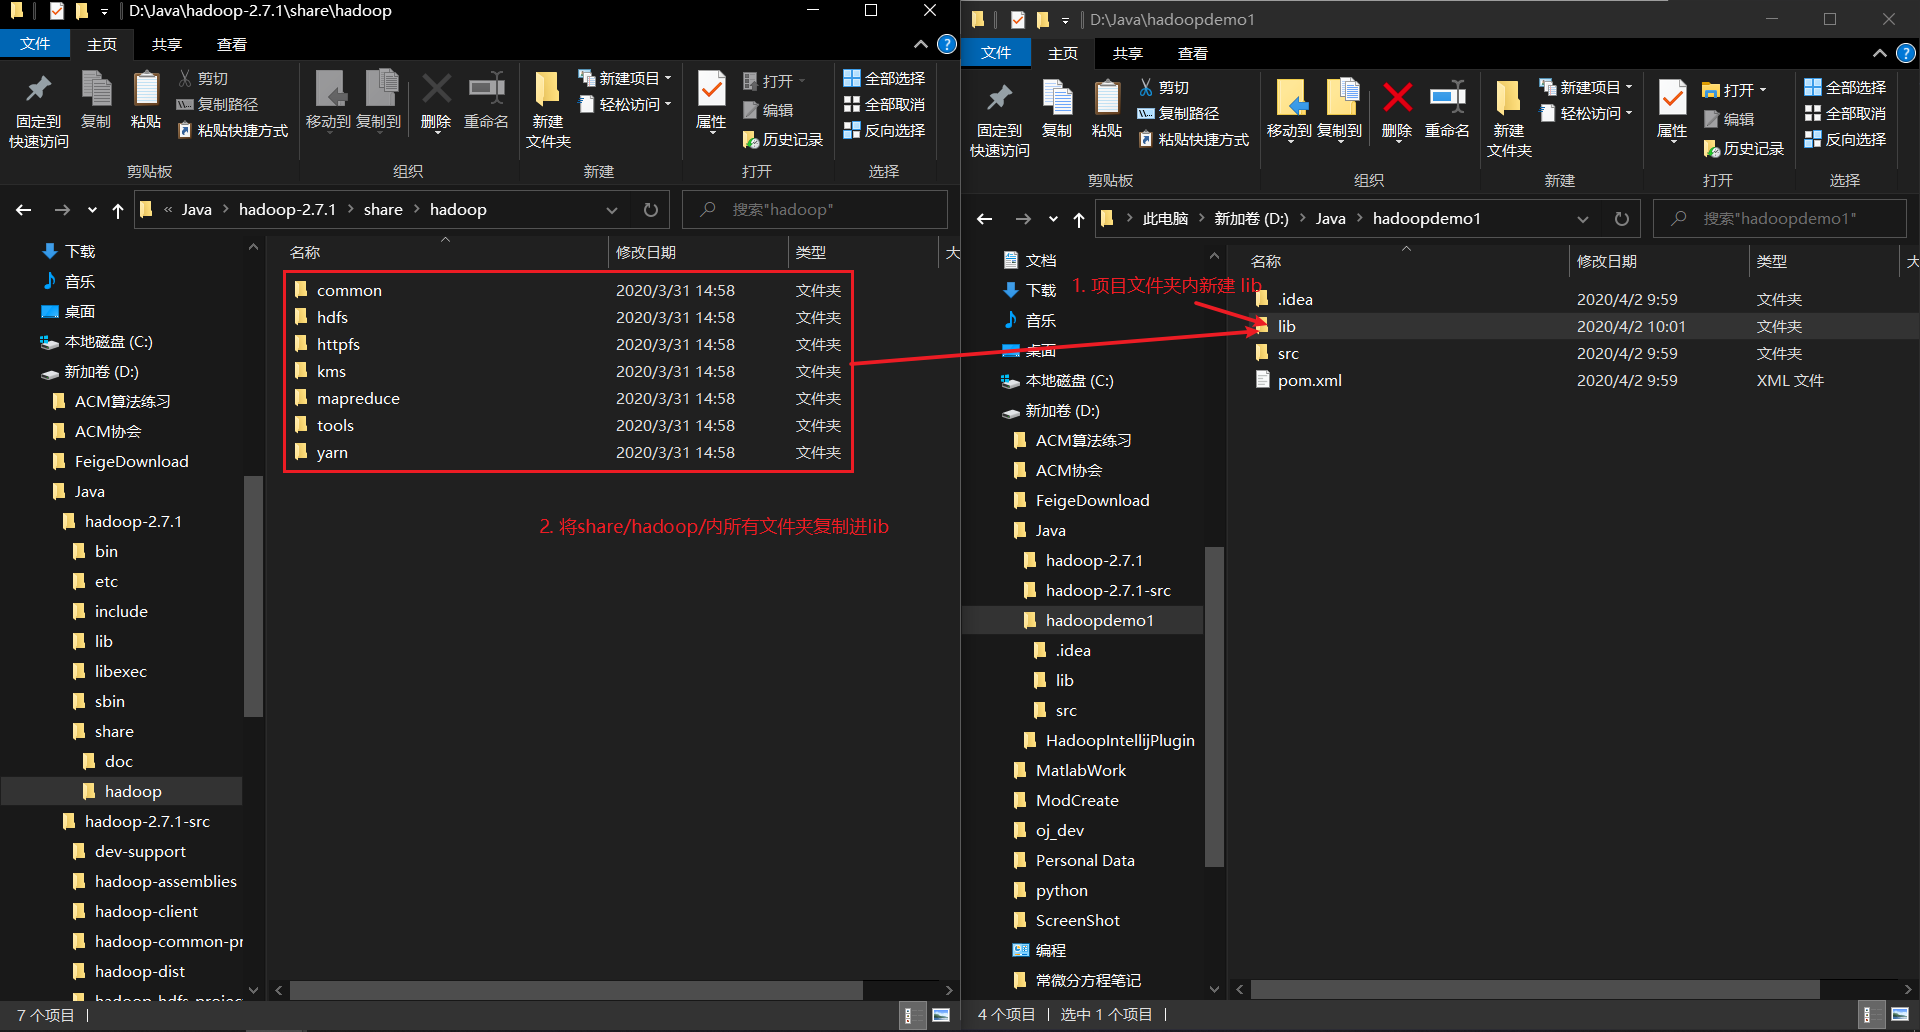 D:\Java\hadoop-2.7.1\share\hadoop
文件 主页 共享 查看
固定到快速访问 复制 粘贴 剪切 复制路径 粘贴快捷方式
移动到 复制到 删除 重命名
新建文件夹 新建项目 轻松访问
属性 打开 编辑 历史记录
全部选择 全部取消 反向选择
剪贴板 组织 新建 打开 选择
« Java hadoop-2.7.1 share hadoop 搜索"hadoop"
下载
音乐
桌面
本地磁盘 (C:)
新加卷 (D:)
ACM算法练习
ACM协会
FeigeDownload
Java
hadoop-2.7.1
bin
etc
include
lib
libexec
sbin
share
doc
hadoop
hadoop-2.7.1-src
dev-support
hadoop-assemblies
hadoop-client
hadoop-common-pr
hadoop-dist
hadoop-hdfs-projec
名称 修改日期 类型 大
common 2020/3/31 14:58 文件夹
hdfs 2020/3/31 14:58 文件夹
httpfs 2020/3/31 14:58 文件夹
kms 2020/3/31 14:58 文件夹
mapreduce 2020/3/31 14:58 文件夹
tools 2020/3/31 14:58 文件夹
yarn 2020/3/31 14:58 文件夹
2. 将share/hadoop/内所有文件夹复制进lib
7 个项目
D:\Java\hadoopdemo1
文件 主页 共享 查看
固定到快速访问 复制 粘贴 剪切 复制路径 粘贴快捷方式
移动到 复制到 删除 重命名
新建文件夹 新建项目 轻松访问
属性 打开 编辑 历史记录
全部选择 全部取消 反向选择
剪贴板 组织 新建 打开 选择
此电脑 新加卷 (D:) Java hadoopdemo1 搜索"hadoopdemo1"
文档
下载
音乐
桌面
本地磁盘 (C:)
新加卷 (D:)
ACM算法练习
ACM协会
FeigeDownload
Java
hadoop-2.7.1
hadoop-2.7.1-src
hadoopdemo1
.idea
lib
src
HadoopIntellijPlugin
MatlabWork
ModCreate
oj_dev
Personal Data
python
ScreenShot
编程
常微分方程笔记
名称 修改日期 类型 大
1. 项目文件夹内新建 lib
.idea 2020/4/2 9:59 文件夹
lib 2020/4/2 10:01 文件夹
src 2020/4/2 9:59 文件夹
pom.xml 2020/4/2 9:59 XML 文件
4 个项目 选中 1 个项目